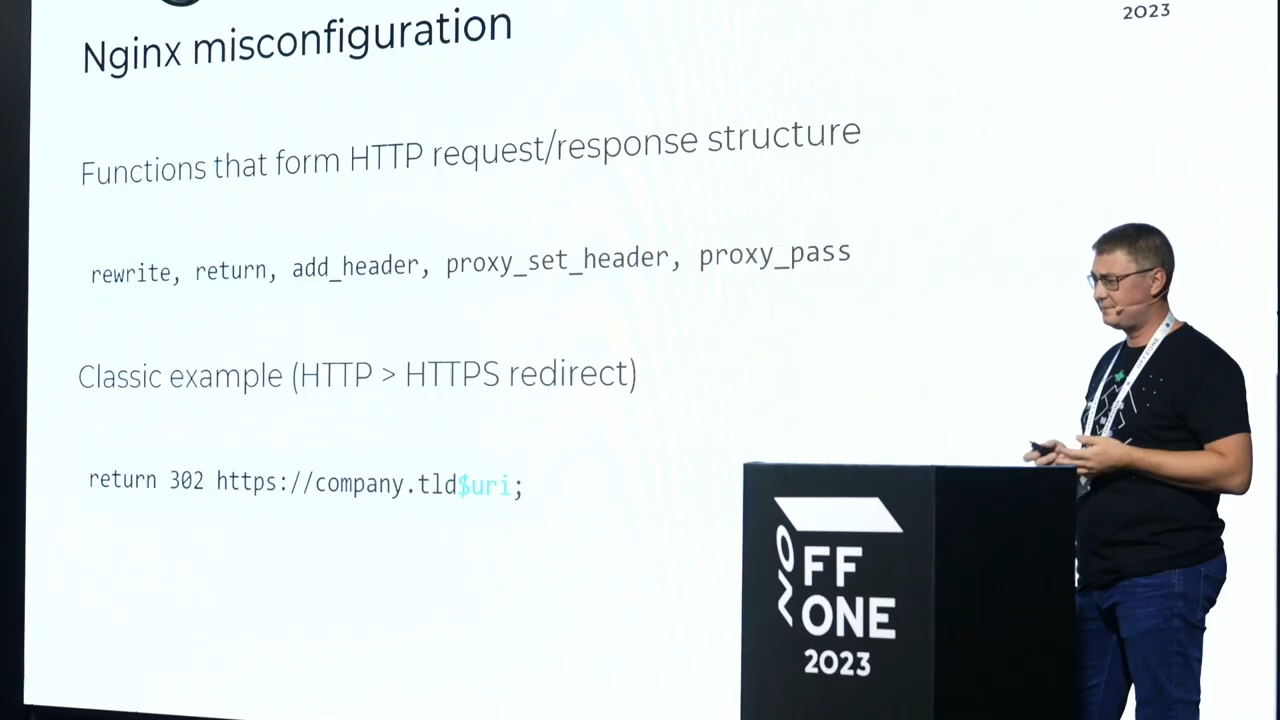 2023
Nginx misconfiguration
Functions that form HTTP request/response structure
rewrite, return, add_header, proxy_set_header, proxy_pass
Classic example (HTTP > HTTPS redirect)
return 302 https://company.tld$uri;
OFF
ZONE
2023